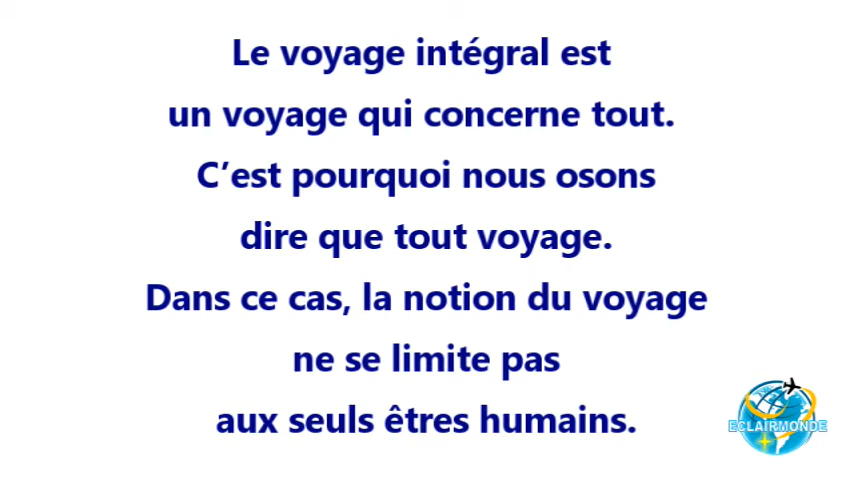 Le voyage intégral est
un voyage qui concerne tout.
C’est pourquoi nous osons
dire que tout voyage.
Dans ce cas, la notion du voyage
ne se limite pas
aux seuls êtres humains.
ECLAIRMONDE